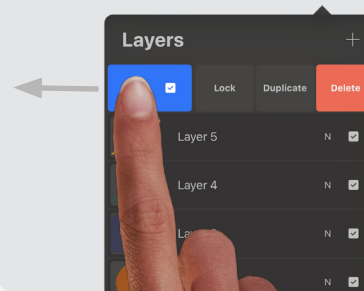 Layers
Lock Duplicate Delete
Layer 5 N
Layer 4 N
N
N